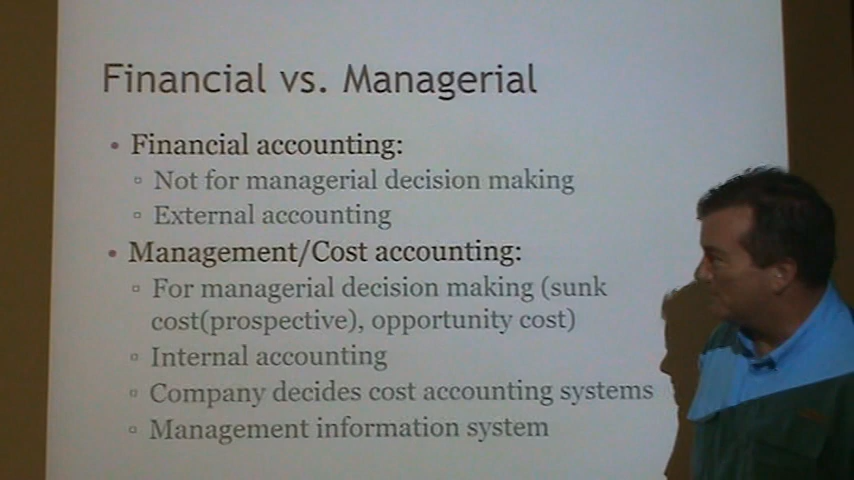 Financial vs. Managerial
• Financial accounting:
▫ Not for managerial decision making
▫ External accounting
• Management/Cost accounting:
▫ For managerial decision making (sunk
cost(prospective), opportunity cost)
▫ Internal accounting
▫ Company decides cost accounting systems
▫ Management information system